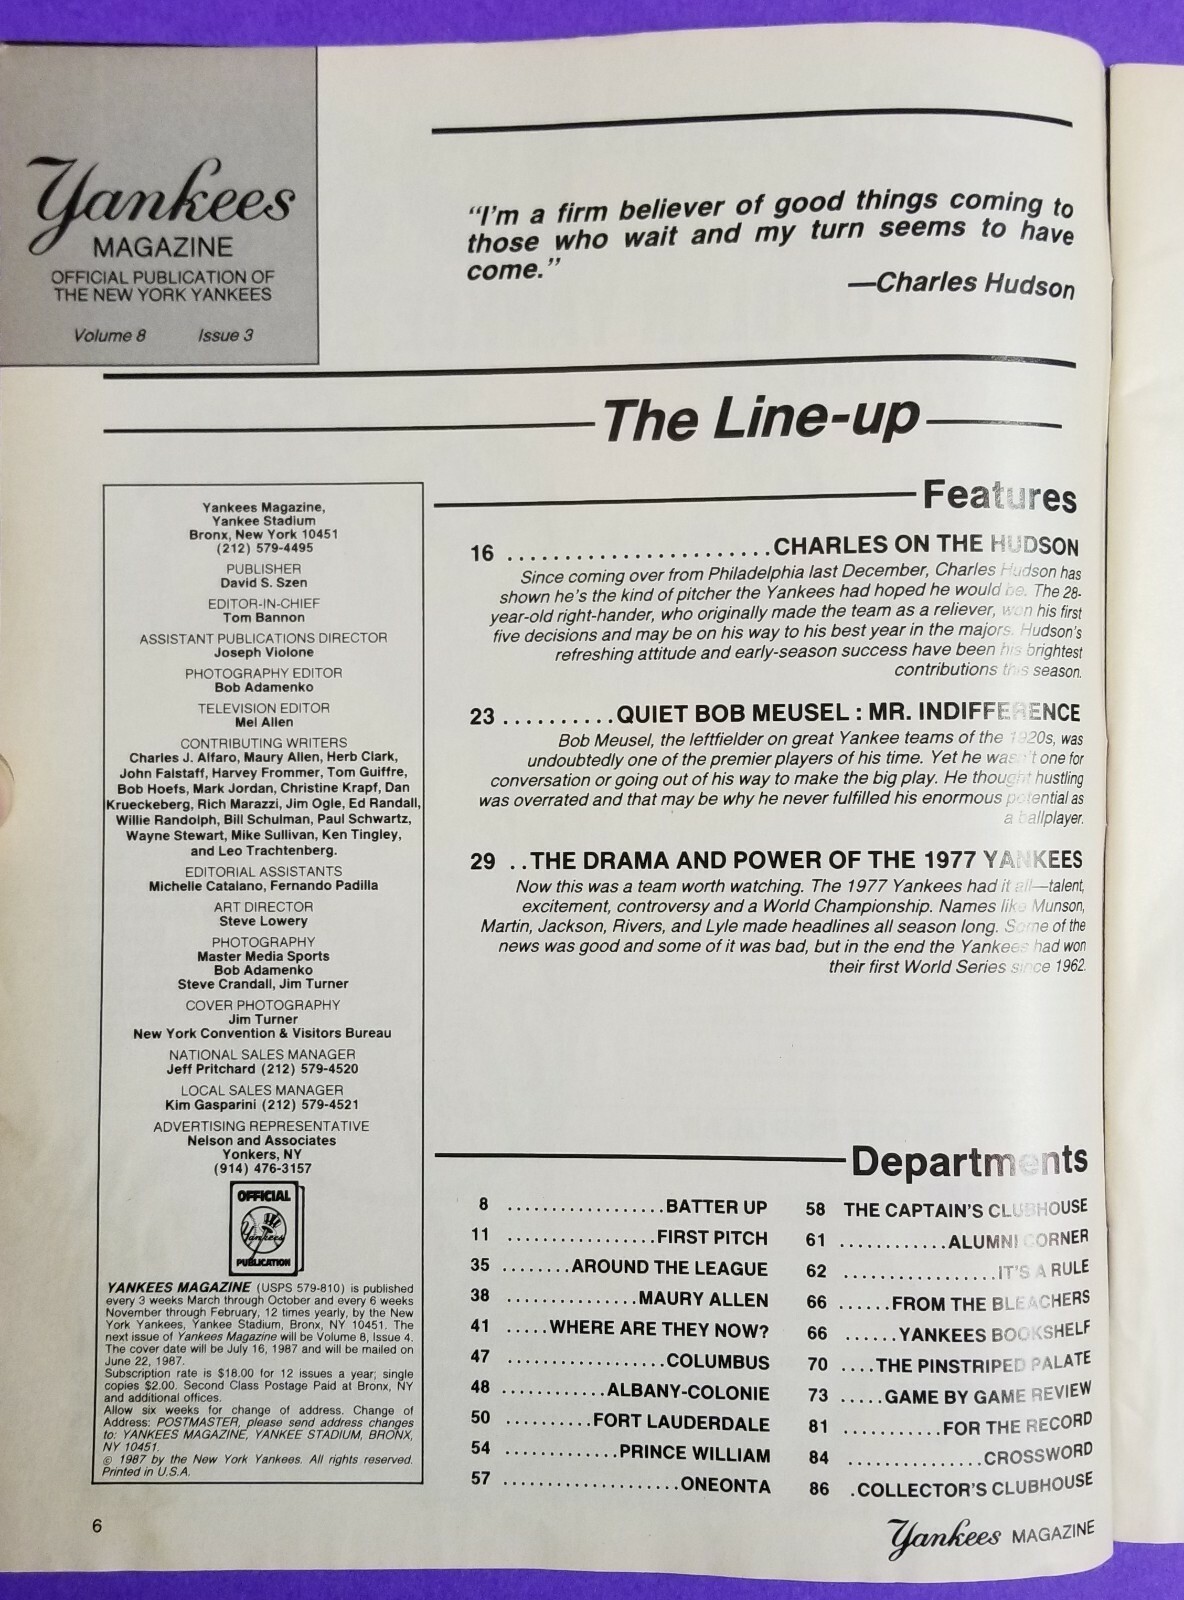 Yankees
MAGAZINE
OFFICIAL PUBLICATION OF
THE NEW YORK YANKEES
Volume 8 Issue 3
"I'm a firm believer of good things coming to
those who wait and my turn seems to have
come."
—Charles Hudson
The Line-up
Yankees Magazine,
Yankee Stadium
Bronx, New York 10451
(212) 579-4495
PUBLISHER
David S. Szen
EDITOR-IN-CHIEF
Tom Bannon
ASSISTANT PUBLICATIONS DIRECTOR
Joseph Violone
PHOTOGRAPHY EDITOR
Bob Adamenko
TELEVISION EDITOR
Mel Allen
CONTRIBUTING WRITERS
Charles J. Alfaro, Maury Allen, Herb Clark,
John Falstaff, Harvey Frommer, Tom Guiffre,
Bob Hoefs, Mark Jordan, Christine Krapf, Dan
Krueckeberg, Rich Marazzi, Jim Ogle, Ed Randall,
Willie Randolph, Bill Schulman, Paul Schwartz,
Wayne Stewart, Mike Sullivan, Ken Tingley,
and Leo Trachtenberg.
EDITORIAL ASSISTANTS
Michelle Catalano, Fernando Padilla
ART DIRECTOR
Steve Lowery
PHOTOGRAPHY
Master Media Sports
Bob Adamenko
Steve Crandall, Jim Turner
COVER PHOTOGRAPHY
Jim Turner
New York Convention & Visitors Bureau
NATIONAL SALES MANAGER
Jeff Pritchard (212) 579-4520
LOCAL SALES MANAGER
Kim Gasparini (212) 579-4521
ADVERTISING REPRESENTATIVE
Nelson and Associates
Yonkers, NY
(914) 476-3157
OFFICIAL
Yankees
PUBLICATION
YANKEES MAGAZINE (USPS 579-810) is published
every 3 weeks March through October and every 6 weeks
November through February, 12 times yearly, by the New
York Yankees, Yankee Stadium, Bronx, NY 10451. The
next issue of Yankees Magazine will be Volume 8, Issue 4.
The cover date will be July 16, 1987 and will be mailed on
June 22, 1987.
Subscription rate is $18.00 for 12 issues a year; single
copies $2.00. Second Class Postage Paid at Bronx, NY
and additional offices.
Allow six weeks for change of address. Change of
Address: POSTMASTER, please send address changes
to: YANKEES MAGAZINE, YANKEE STADIUM, BRONX,
NY 10451.
© 1987 by the New York Yankees. All rights reserved.
Printed in U.S.A.
Features
16 .......................CHARLES ON THE HUDSON
Since coming over from Philadelphia last December, Charles Hudson has
shown he's the kind of pitcher the Yankees had hoped he would be. The 28-
year-old right-hander, who originally made the team as a reliever, won his first
five decisions and may be on his way to his best year in the majors. Hudson's
refreshing attitude and early-season success have been his brightest
contributions this season.
23 ..........QUIET BOB MEUSEL: MR. INDIFFERENCE
Bob Meusel, the leftfielder on great Yankee teams of the 1920s, was
undoubtedly one of the premier players of his time. Yet he wasn't one for
conversation or going out of his way to make the big play. He thought hustling
was overrated and that may be why he never fulfilled his enormous potential as
a ballplayer.
29 ..THE DRAMA AND POWER OF THE 1977 YANKEES
Now this was a team worth watching. The 1977 Yankees had it all—talent,
excitement, controversy and a World Championship. Names like Munson,
Martin, Jackson, Rivers, and Lyle made headlines all season long. Some of the
news was good and some of it was bad, but in the end the Yankees had won
their first World Series since 1962.
Departments
8 ..................BATTER UP
11 .................FIRST PITCH
35 ........AROUND THE LEAGUE
38 ...............MAURY ALLEN
41 .....WHERE ARE THEY NOW?
47 ..................COLUMBUS
48 ............ALBANY-COLONIE
50 ..........FORT LAUDERDALE
54 .............PRINCE WILLIAM
57 ....................ONEONTA
58 THE CAPTAIN'S CLUBHOUSE
61 ............ALUMNI CORNER
62 .................IT'S A RULE
66 ......FROM THE BLEACHERS
66 ......YANKEES BOOKSHELF
70 ....THE PINSTRIPED PALATE
73 .....GAME BY GAME REVIEW
81 ...........FOR THE RECORD
84 ...............CROSSWORD
86 .COLLECTOR'S CLUBHOUSE
6
Yankees MAGAZINE